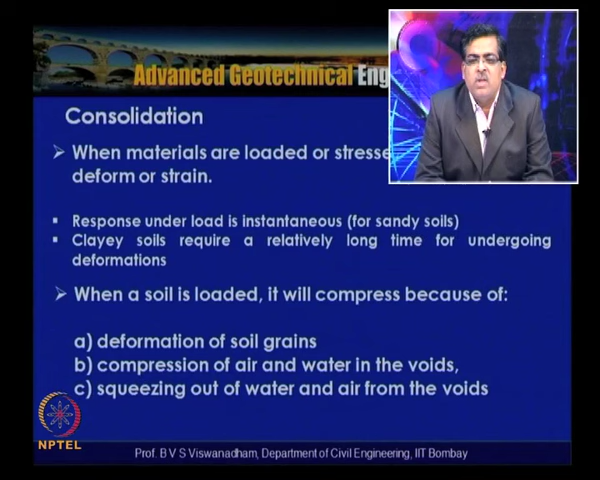 Advanced Geotechnical Eng
Consolidation
➤ When materials are loaded or stresse
deform or strain.
▪ Response under load is instantaneous (for sandy soils)
▪ Clayey soils require a relatively long time for undergoing
deformations
➤ When a soil is loaded, it will compress because of:
a) deformation of soil grains
b) compression of air and water in the voids,
c) squeezing out of water and air from the voids
NPTEL
Prof. B V S Viswanadham, Department of Civil Engineering, IIT Bombay